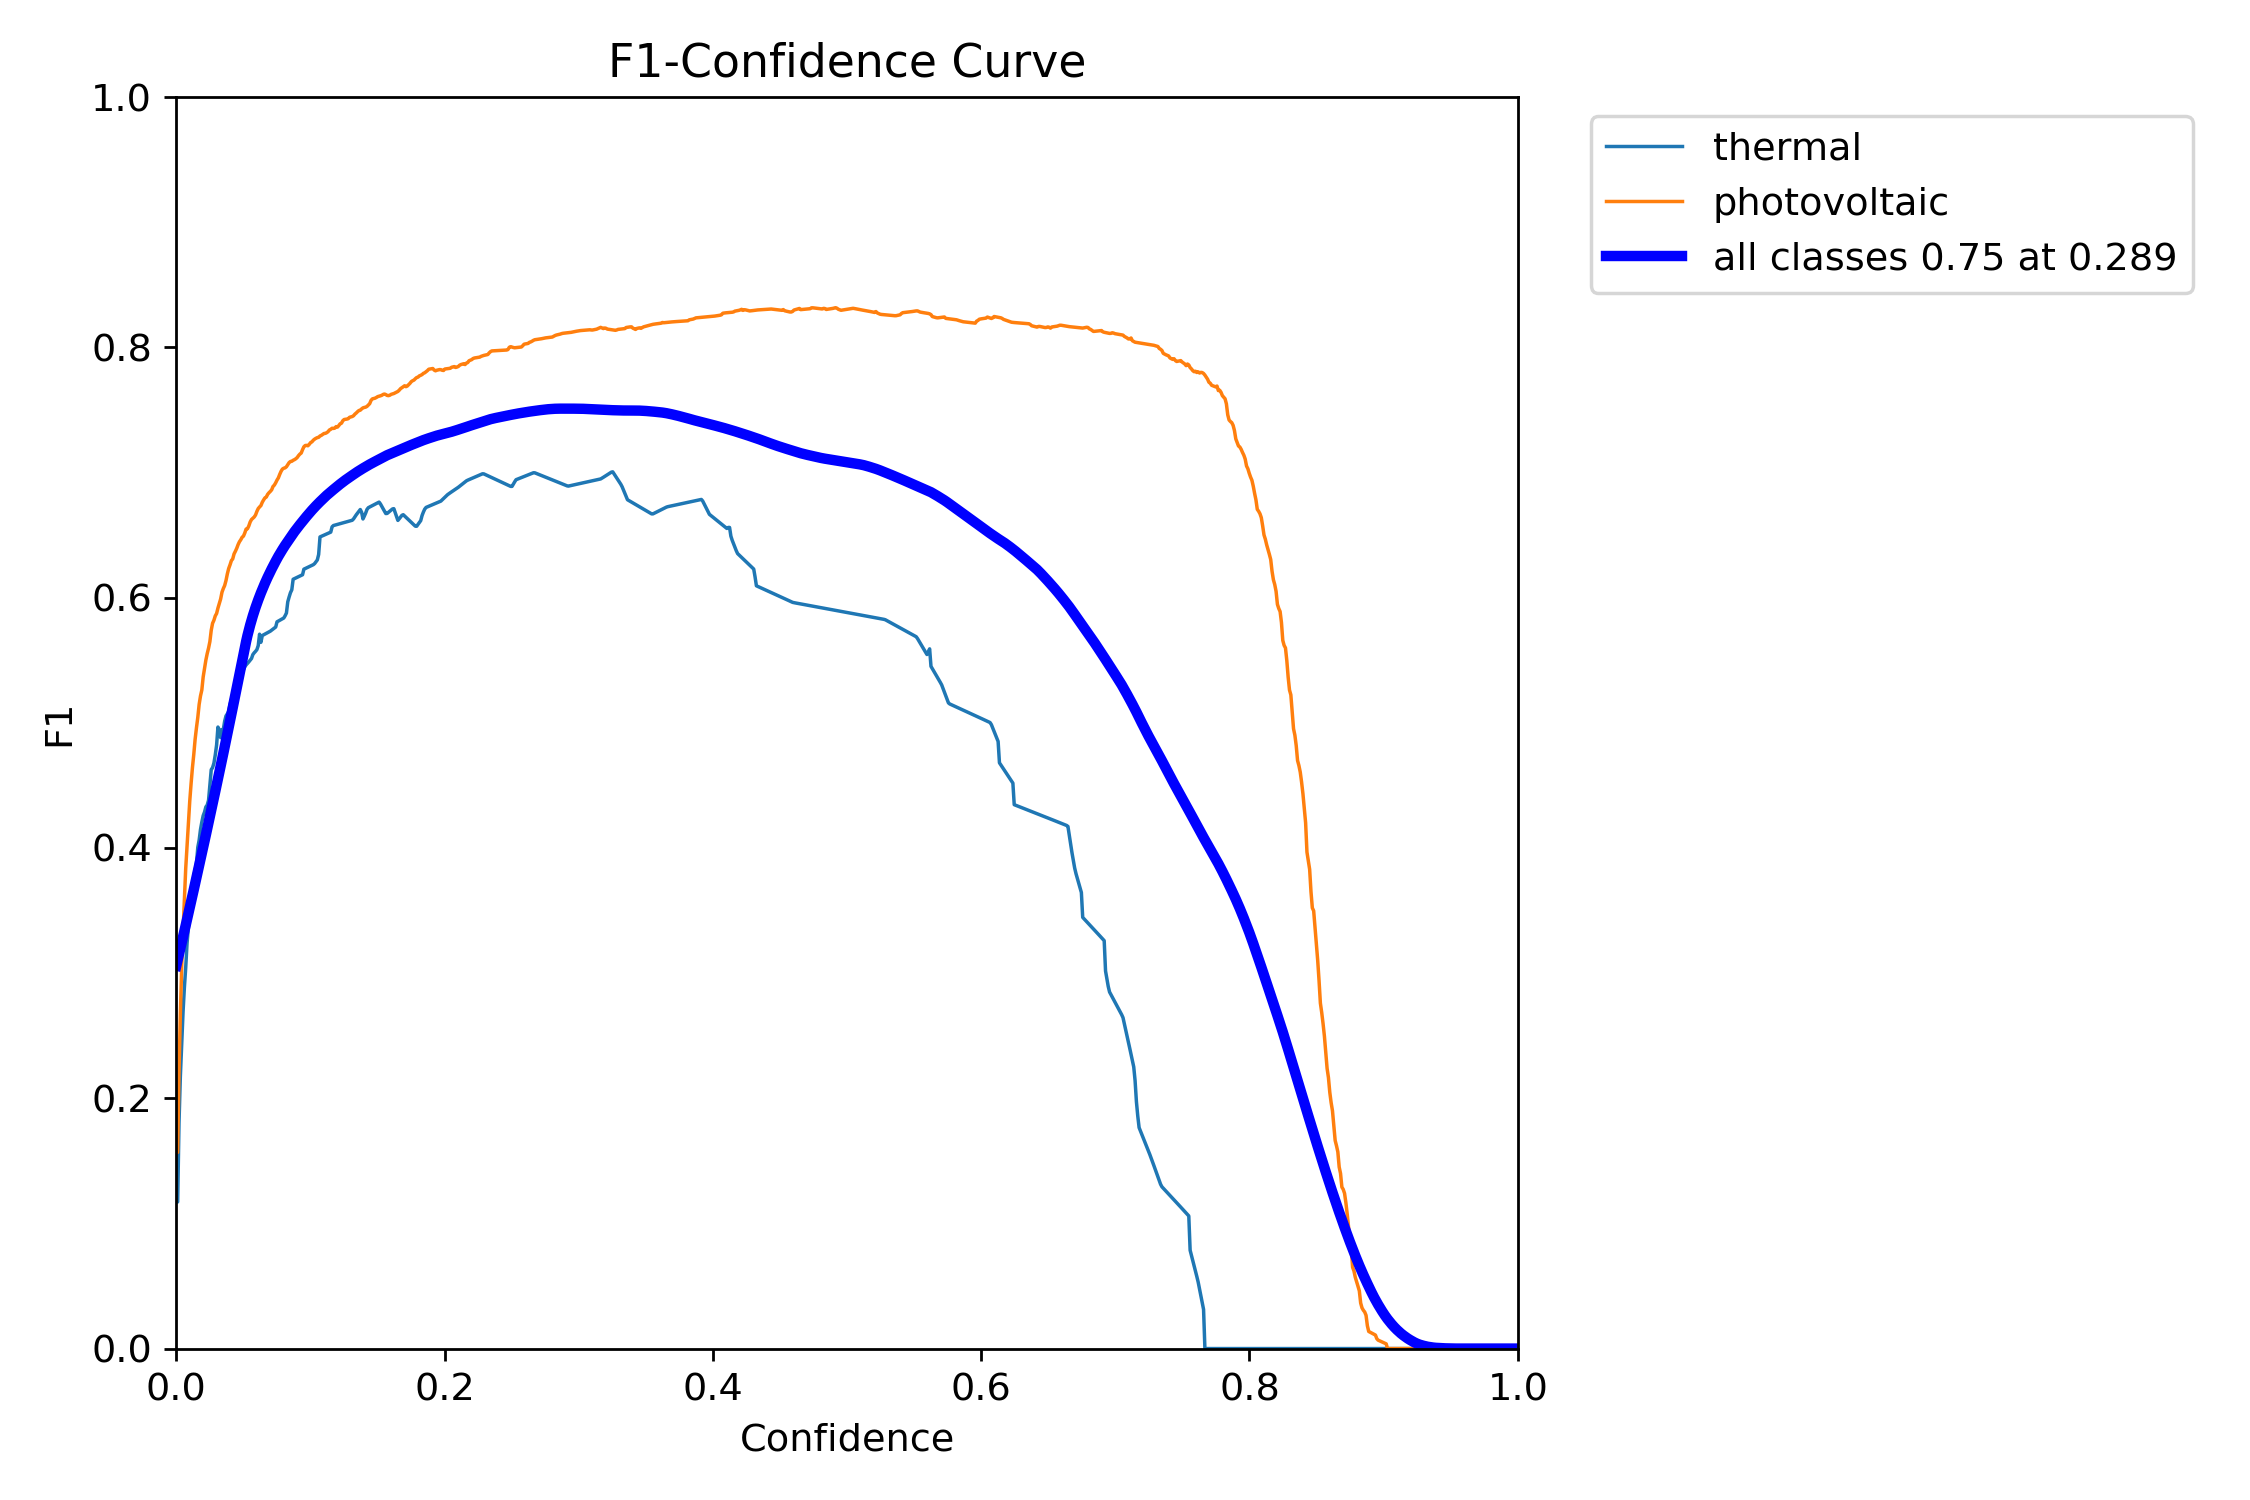 F1-Confidence Curve
1.0
0.8
0.6
0.4
0.2
0.0
F1
0.0 0.2 0.4 0.6 0.8 1.0
Confidence
thermal
photovoltaic
all classes 0.75 at 0.289